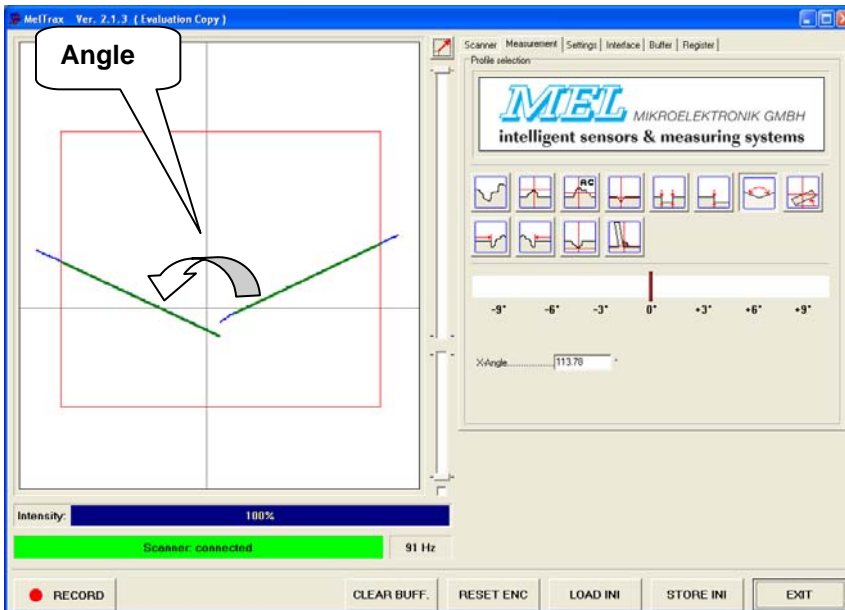 MelTrax Ver. 2.1.3 ( Evaluation Copy )
Angle
Scanner Measurement Settings Interface Buffer Register
Profile selection
MEL MIKROELEKTRONIK GMBH
intelligent sensors & measuring systems
AC
-9° -6° -3° 0° +3° +6° +9°
X-Angle................ 113.78 °
Intensity: 100%
Scanner: connected 91 Hz
RECORD CLEAR BUFF. RESET ENC LOAD INI STORE INI EXIT